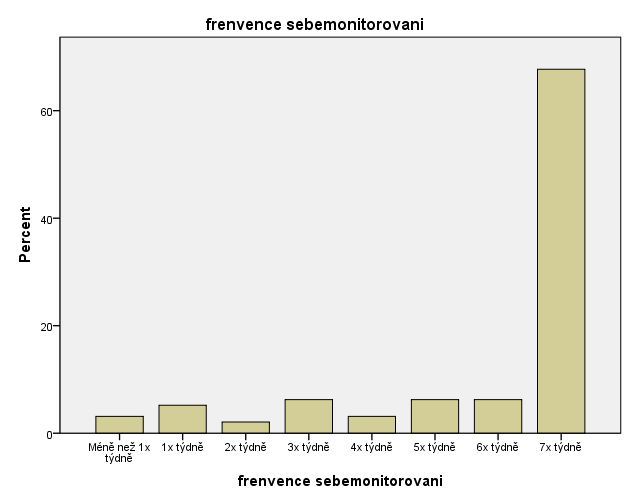 frenvence sebemonitorovani
Percent
60
40
20
0
Méně než 1x
týdně
1x týdně
2x týdně
3x týdně
4x týdně
5x týdně
6x týdně
7x týdně
frenvence sebemonitorovani